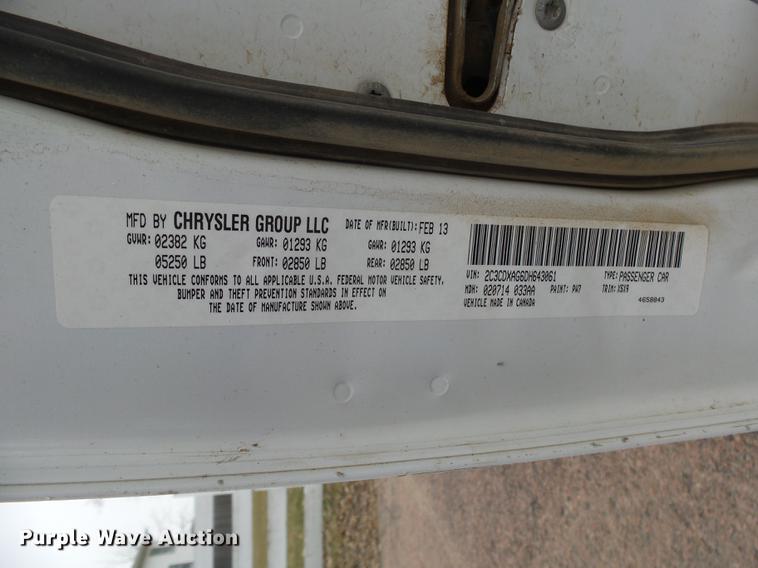 MFD BY CHRYSLER GROUP LLC DATE OF MFR(BUILT): FEB 13
GVWR: 02382 KG GAWR: 01293 KG GAWR: 01293 KG
05250 LB FRONT: 02850 LB REAR: 02850 LB
THIS VEHICLE CONFORMS TO ALL APPLICABLE U.S.A. FEDERAL MOTOR VEHICLE SAFETY,
BUMPER AND THEFT PREVENTION STANDARDS IN EFFECT ON
THE DATE OF MANUFACTURE SHOWN ABOVE.
VIN: 2C3CDXAG6DH643061 TYPE: PASSENGER CAR
MDH: 020714 033AA PAINT: PW7 TRIM: X5X9
VEHICLE MADE IN CANADA 4658043
Purple Wave Auction